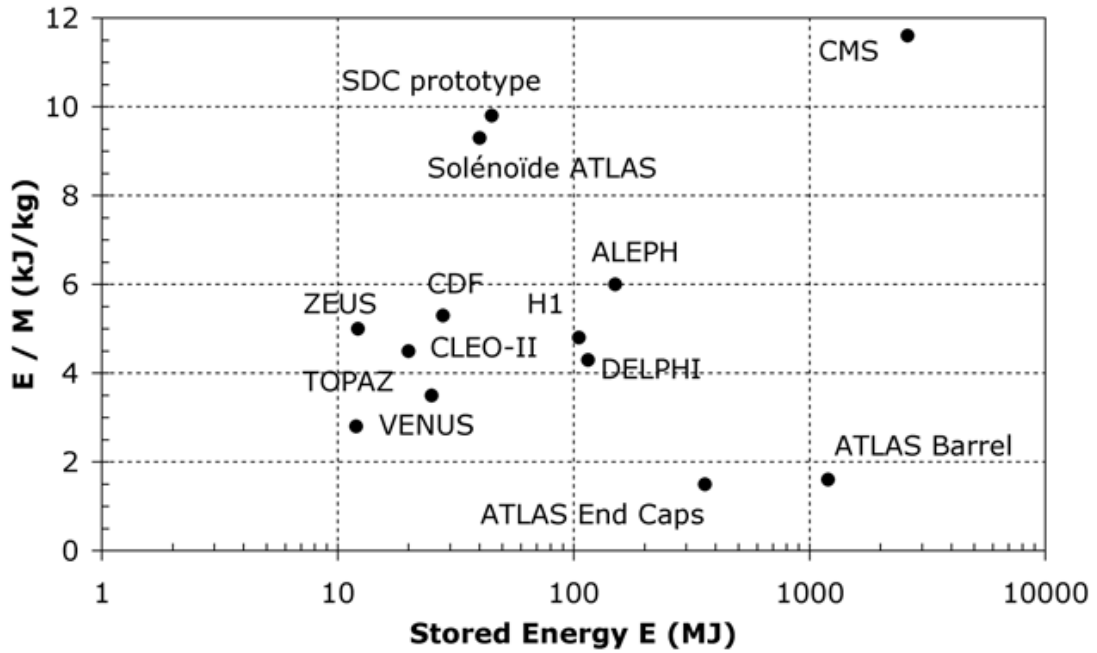 12
CMS
SDC prototype
10
Solénoïde ATLAS
8
E / M (kJ/kg)
ALEPH
6
CDF
ZEUS
H1
CLEO-II
4
DELPHI
TOPAZ
VENUS
ATLAS Barrel
2
ATLAS End Caps
0
1 10 100 1000 10000
Stored Energy E (MJ)